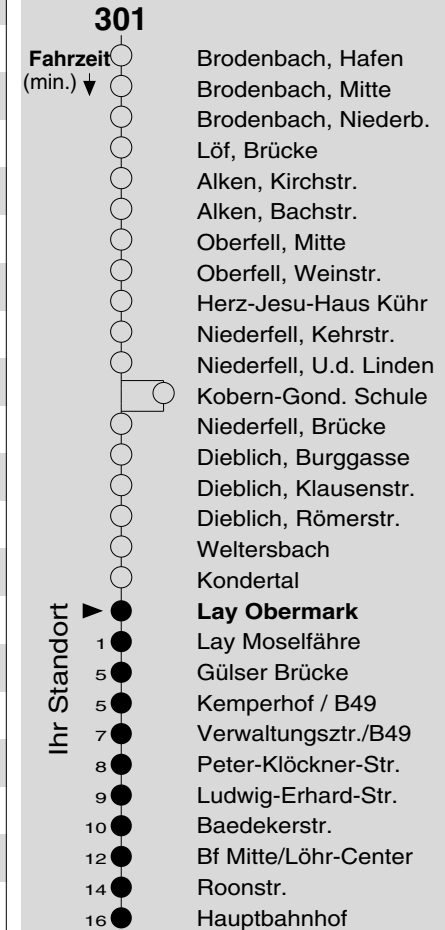 301
Fahrzeit
(min.)
Brodenbach, Hafen
Brodenbach, Mitte
Brodenbach, Niederb.
Löf, Brücke
Alken, Kirchstr.
Alken, Bachstr.
Oberfell, Mitte
Oberfell, Weinstr.
Herz-Jesu-Haus Kühr
Niederfell, Kehrstr.
Niederfell, U.d. Linden
Kobern-Gond. Schule
Niederfell, Brücke
Dieblich, Burggasse
Dieblich, Klausenstr.
Dieblich, Römerstr.
Weltersbach
Kondertal
Ihr Standort
Lay Obermark
1 Lay Moselfähre
5 Gülser Brücke
5 Kemperhof / B49
7 Verwaltungsztr./B49
8 Peter-Klöckner-Str.
9 Ludwig-Erhard-Str.
10 Baedekerstr.
12 Bf Mitte/Löhr-Center
14 Roonstr.
16 Hauptbahnhof